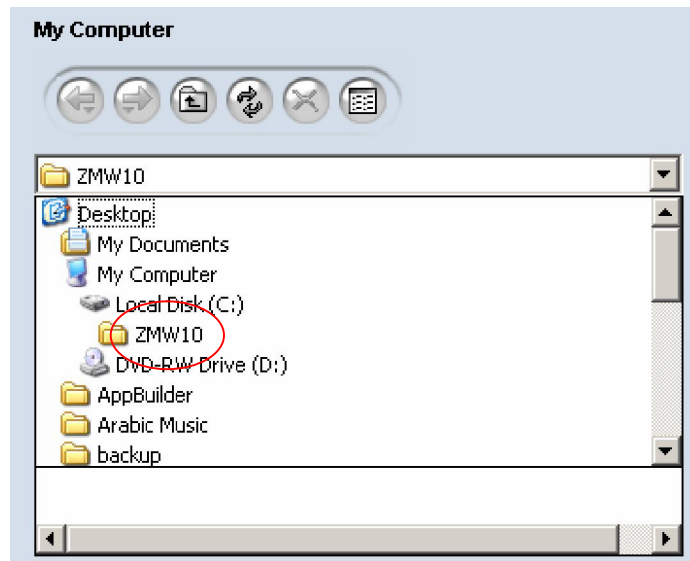 My Computer
ZMW10
Desktop
My Documents
My Computer
Local Disk (C:)
ZMW10
DVD-RW Drive (D:)
AppBuilder
Arabic Music
backup